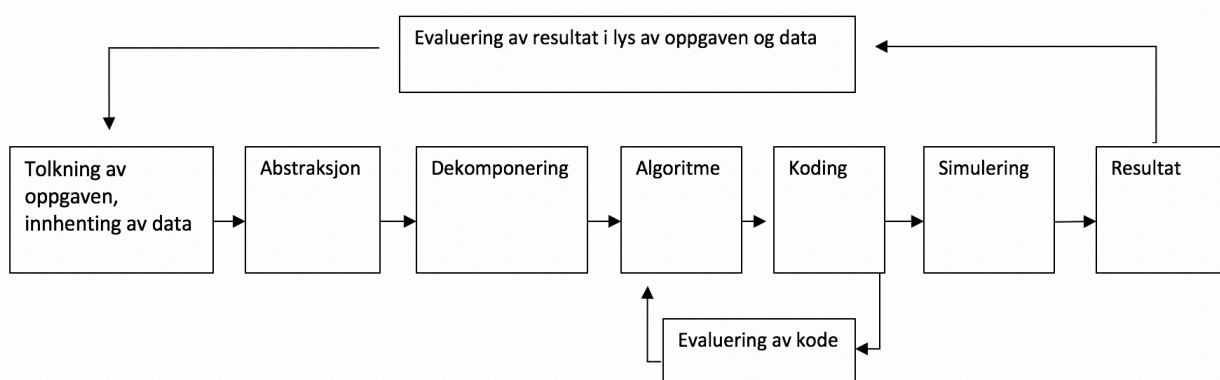 Evaluering av resultat i lys av oppgaven og data
Tolkning av
oppgaven,
innhenting av data
Abstraksjon
Dekomponering
Algoritme
Koding
Simulering
Resultat
Evaluering av kode